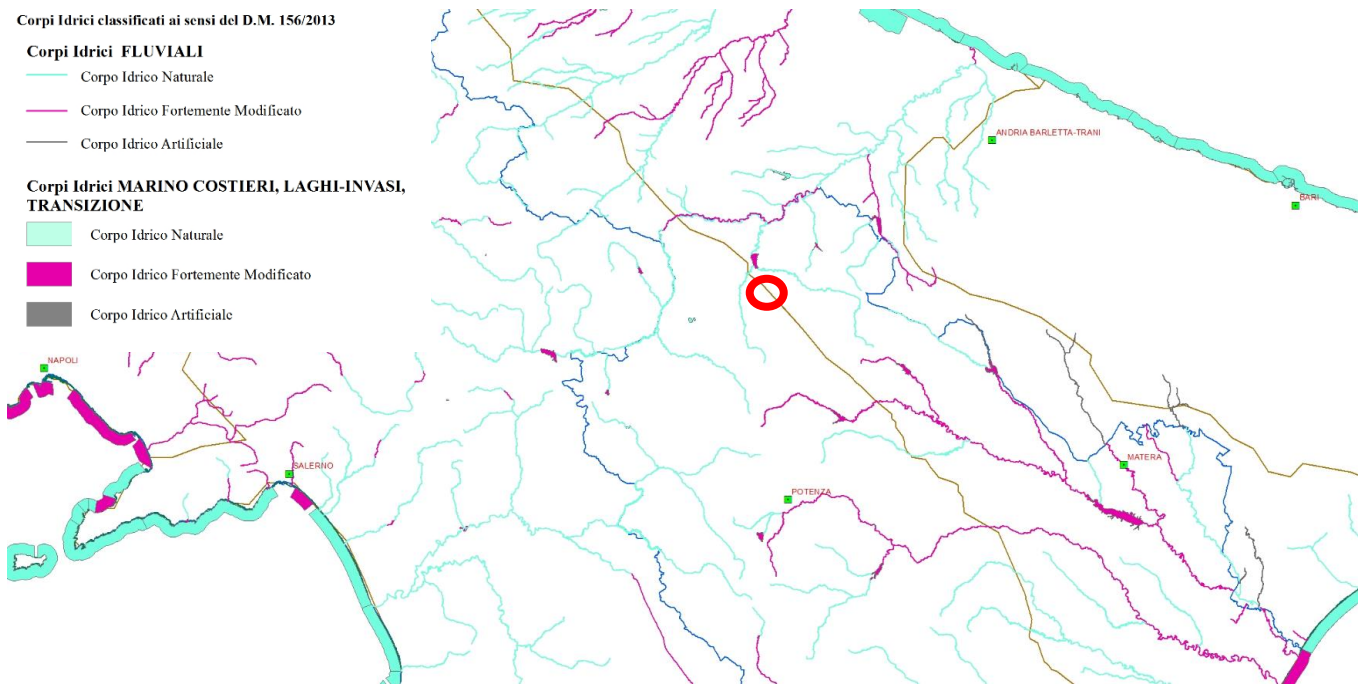 Corpi Idrici classificati ai sensi del D.M. 156/2013
Corpi Idrici FLUVIALI
Corpo Idrico Naturale
Corpo Idrico Fortemente Modificato
Corpo Idrico Artificiale
Corpi Idrici MARINO COSTIERI, LAGHI-INVASI,
TRANSIZIONE
Corpo Idrico Naturale
Corpo Idrico Fortemente Modificato
Corpo Idrico Artificiale
ANDRIA BARLETTA-TRANI
BARI
NAPOLI
SALERNO
MATERA
POTENZA